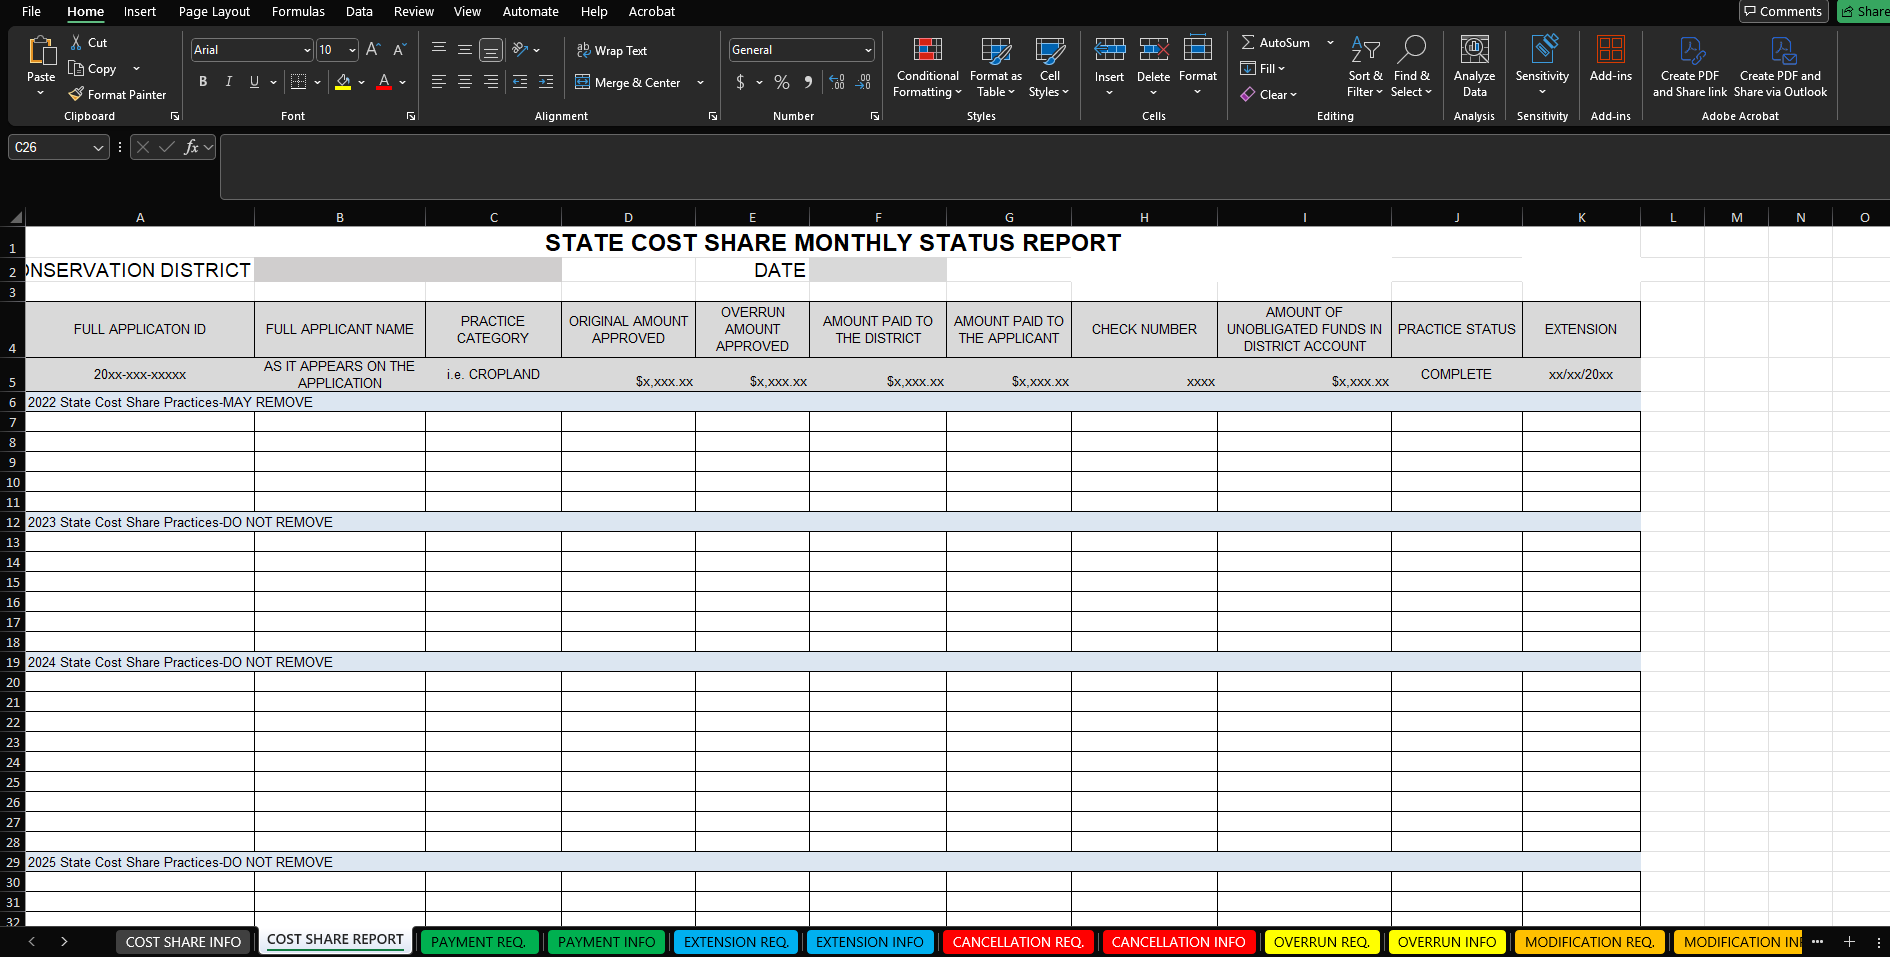 File Home Insert Page Layout Formulas Data Review View Automate Help Acrobat Comments Share
Paste Cut Copy Format Painter Clipboard
Arial 10 A A B I U A Font
ab Wrap Text Merge & Center Alignment
General $ % 9 .00 Number
Conditional Formatting Format as Table Cell Styles Styles
Insert Delete Format Cells
AutoSum Fill Clear Sort & Filter Find & Select Editing
Analyze Data Analysis
Sensitivity Sensitivity
Add-ins Add-ins
Create PDF and Share link Create PDF and Share via Outlook Adobe Acrobat
C26 fx
A B C D E F G H I J K L M N O
1 STATE COST SHARE MONTHLY STATUS REPORT
2 ONSERVATION DISTRICT DATE
3
4 FULL APPLICATON ID FULL APPLICANT NAME PRACTICE CATEGORY ORIGINAL AMOUNT APPROVED OVERRUN AMOUNT APPROVED AMOUNT PAID TO THE DISTRICT AMOUNT PAID TO THE APPLICANT CHECK NUMBER AMOUNT OF UNOBLIGATED FUNDS IN DISTRICT ACCOUNT PRACTICE STATUS EXTENSION
5 20xx-xxx-xxxxx AS IT APPEARS ON THE APPLICATION i.e. CROPLAND $x,xxx.xx $x,xxx.xx $x,xxx.xx $x,xxx.xx xxxx $x,xxx.xx COMPLETE xx/xx/20xx
6 2022 State Cost Share Practices-MAY REMOVE
7
8
9
10
11
12 2023 State Cost Share Practices-DO NOT REMOVE
13
14
15
16
17
18
19 2024 State Cost Share Practices-DO NOT REMOVE
20
21
22
23
24
25
26
27
28
29 2025 State Cost Share Practices-DO NOT REMOVE
30
31
32
COST SHARE INFO COST SHARE REPORT PAYMENT REQ. PAYMENT INFO EXTENSION REQ. EXTENSION INFO CANCELLATION REQ. CANCELLATION INFO OVERRUN REQ. OVERRUN INFO MODIFICATION REQ. MODIFICATION INF